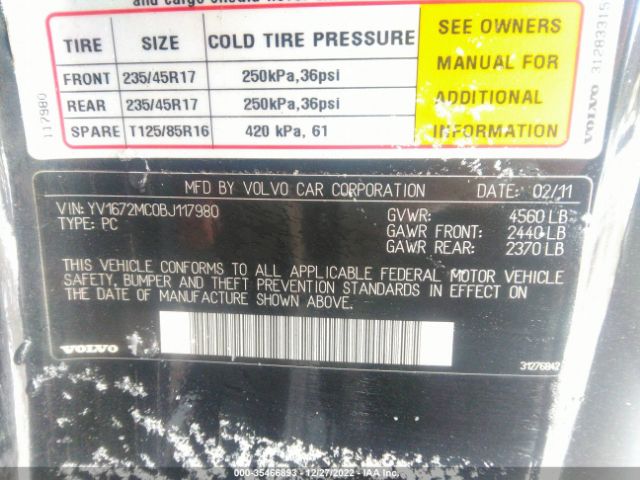 and cargo should never
TIRE SIZE COLD TIRE PRESSURE
FRONT 235/45R17 250kPa,36psi
REAR 235/45R17 250kPa,36psi
SPARE T125/85R16 420 kPa, 61
SEE OWNERS
MANUAL FOR
ADDITIONAL
INFORMATION
117980
VOLVO 31283315
MFD BY VOLVO CAR CORPORATION DATE: 02/11
VIN: YV1672MC0BJ117980 GVWR: 4560 LB
TYPE: PC GAWR FRONT: 2440 LB
GAWR REAR: 2370 LB
THIS VEHICLE CONFORMS TO ALL APPLICABLE FEDERAL MOTOR VEHICLE
SAFETY, BUMPER AND THEFT PREVENTION STANDARDS IN EFFECT ON
THE DATE OF MANUFACTURE SHOWN ABOVE.
VOLVO 31276842
000-35466893 - 12/27/2022 - IAA Inc.